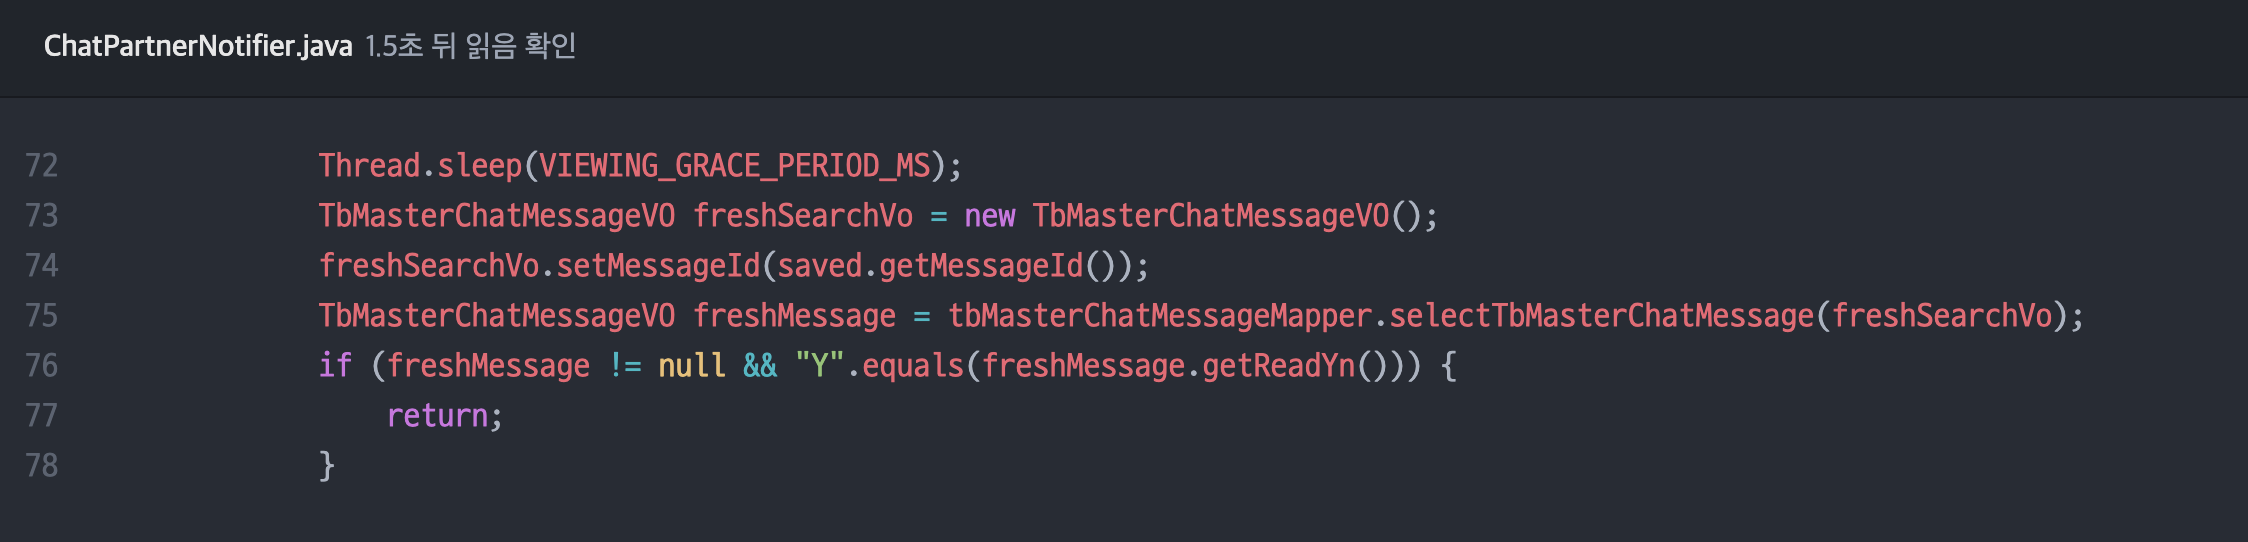 ChatPartnerNotifier.java 1.5초 뒤 읽음 확인
72 Thread.sleep(VIEWING_GRACE_PERIOD_MS);
73 TbMasterChatMessageVO freshSearchVo = new TbMasterChatMessageVO();
74 freshSearchVo.setMessageId(saved.getMessageId());
75 TbMasterChatMessageVO freshMessage = tbMasterChatMessageMapper.selectTbMasterChatMessage(freshSearchVo);
76 if (freshMessage != null && "Y".equals(freshMessage.getReadYn())) {
77 return;
78 }